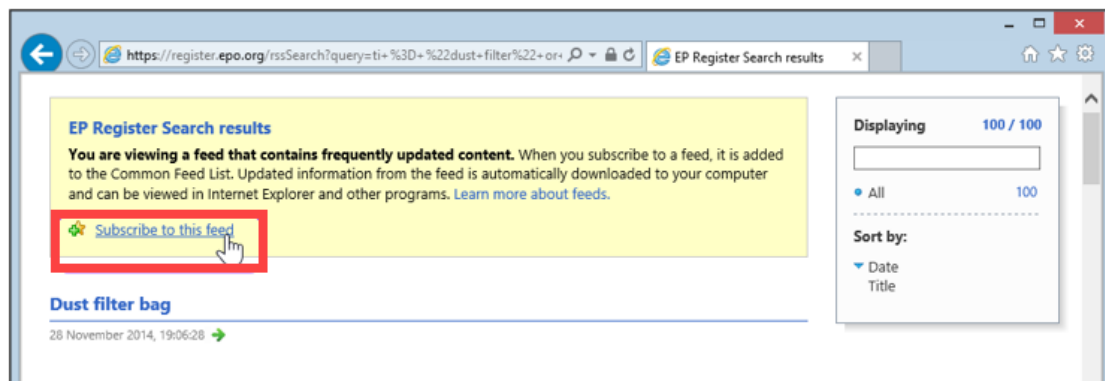 https://register.epo.org/rssSearch?query=ti+%3D+%22dust+filter%22+or+
EP Register Search results
EP Register Search results
You are viewing a feed that contains frequently updated content. When you subscribe to a feed, it is added
to the Common Feed List. Updated information from the feed is automatically downloaded to your computer
and can be viewed in Internet Explorer and other programs. Learn more about feeds.
Subscribe to this feed
Displaying 100 / 100
All 100
Sort by:
Date
Title
Dust filter bag
28 November 2014, 19:06:28